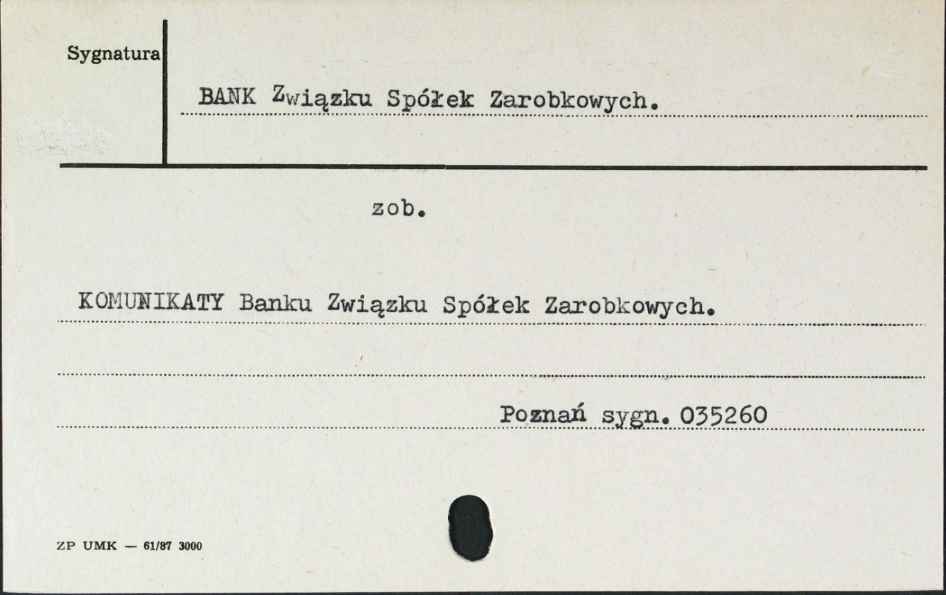 Sygnatura
BANK Związku Spółek Zarobkowych.
zob.
KOMUNIKATY Banku Związku Spółek Zarobkowych.
Poznań sygn. 035260
ZP UMK — 61/87 3000